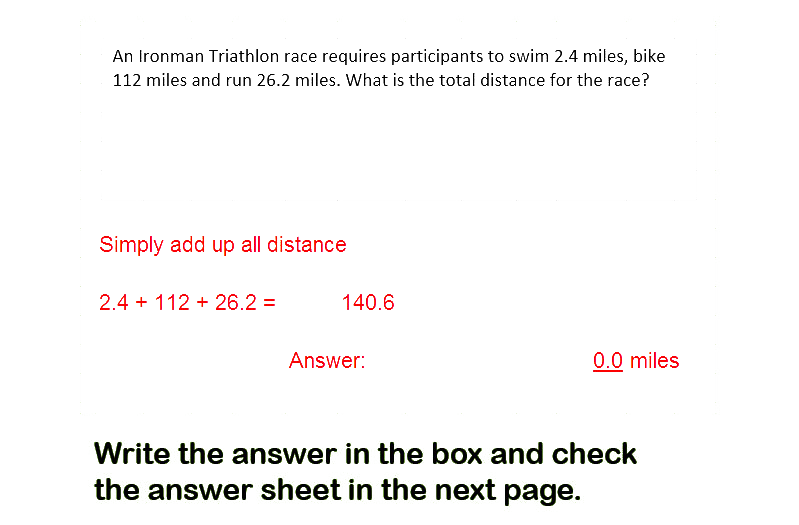 An Ironman Triathlon race requires participants to swim 2.4 miles, bike
112 miles and run 26.2 miles. What is the total distance for the race?
Simply add up all distance
2.4 + 112 + 26.2 = 140.6
Answer: 0.0 miles
Write the answer in the box and check
the answer sheet in the next page.